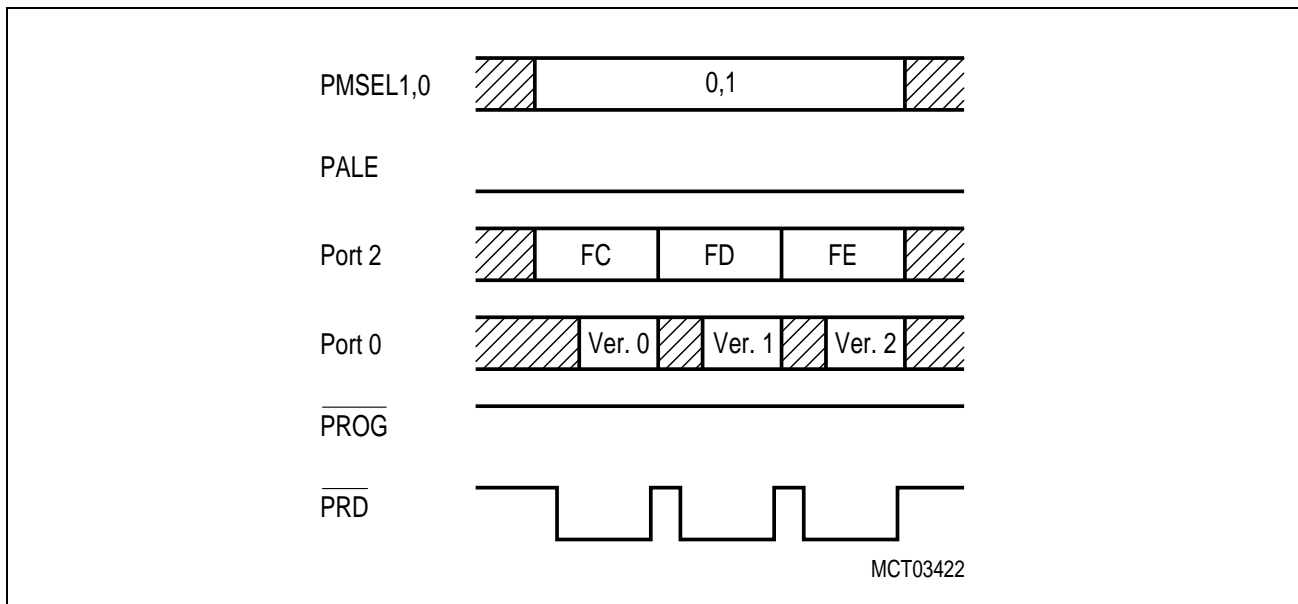 PMSEL1,0 0,1
PALE
Port 2 FC FD FE
Port 0 Ver. 0 Ver. 1 Ver. 2
PROG
PRD
MCT03422